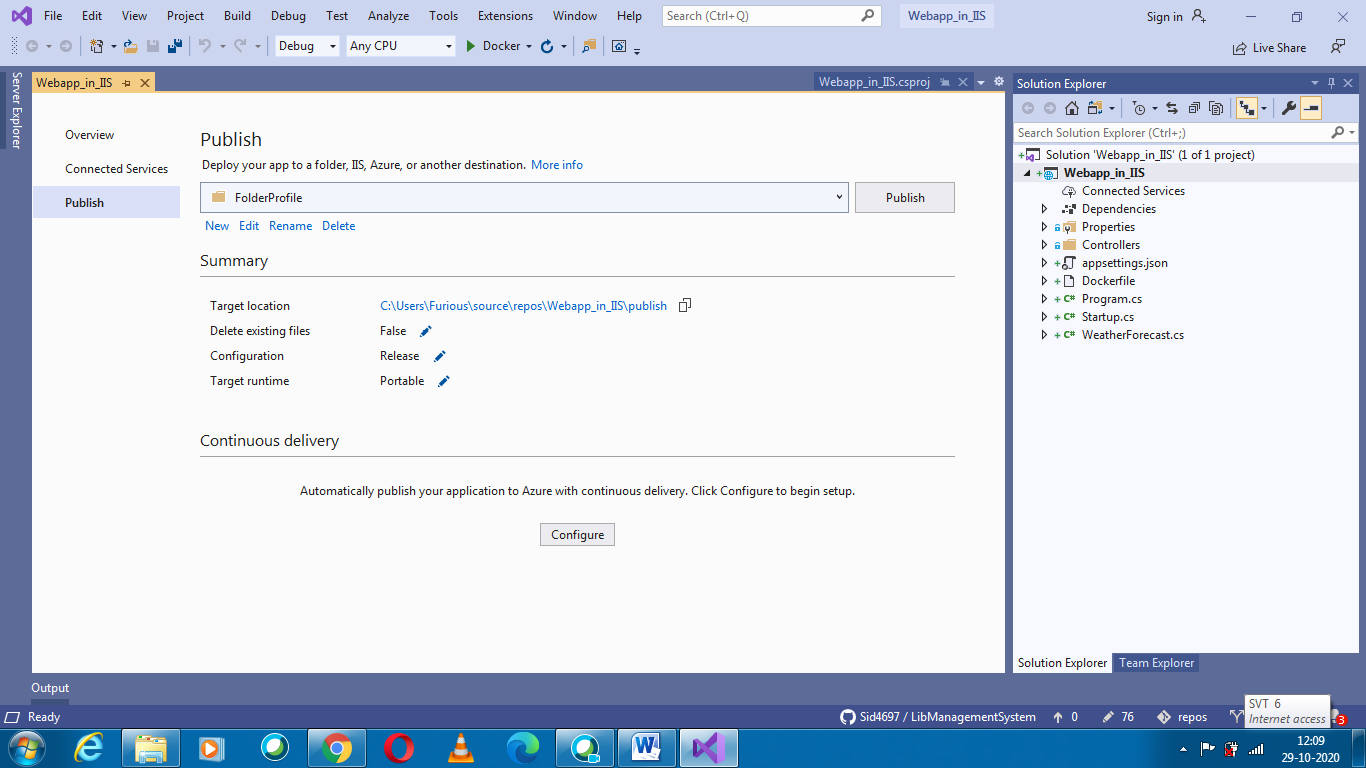 File Edit View Project Build Debug Test Analyze Tools Extensions Window Help Search (Ctrl+Q) Webapp_in_IIS Sign in
Debug Any CPU Docker Live Share
Server Explorer
Webapp_in_IIS Webapp_in_IIS.csproj
Overview
Connected Services
Publish
Publish
Deploy your app to a folder, IIS, Azure, or another destination. More info
FolderProfile Publish
New Edit Rename Delete
Summary
Target location C:\Users\Furious\source\repos\Webapp_in_IIS\publish
Delete existing files False
Configuration Release
Target runtime Portable
Continuous delivery
Automatically publish your application to Azure with continuous delivery. Click Configure to begin setup.
Configure
Solution Explorer
Search Solution Explorer (Ctrl+;)
Solution 'Webapp_in_IIS' (1 of 1 project)
Webapp_in_IIS
Connected Services
Dependencies
Properties
Controllers
appsettings.json
Dockerfile
C# Program.cs
C# Startup.cs
C# WeatherForecast.cs
Solution Explorer Team Explorer
Output
Ready Sid4697 / LibManagementSystem 0 76 repos 3
SVT 6
Internet access
12:09
29-10-2020